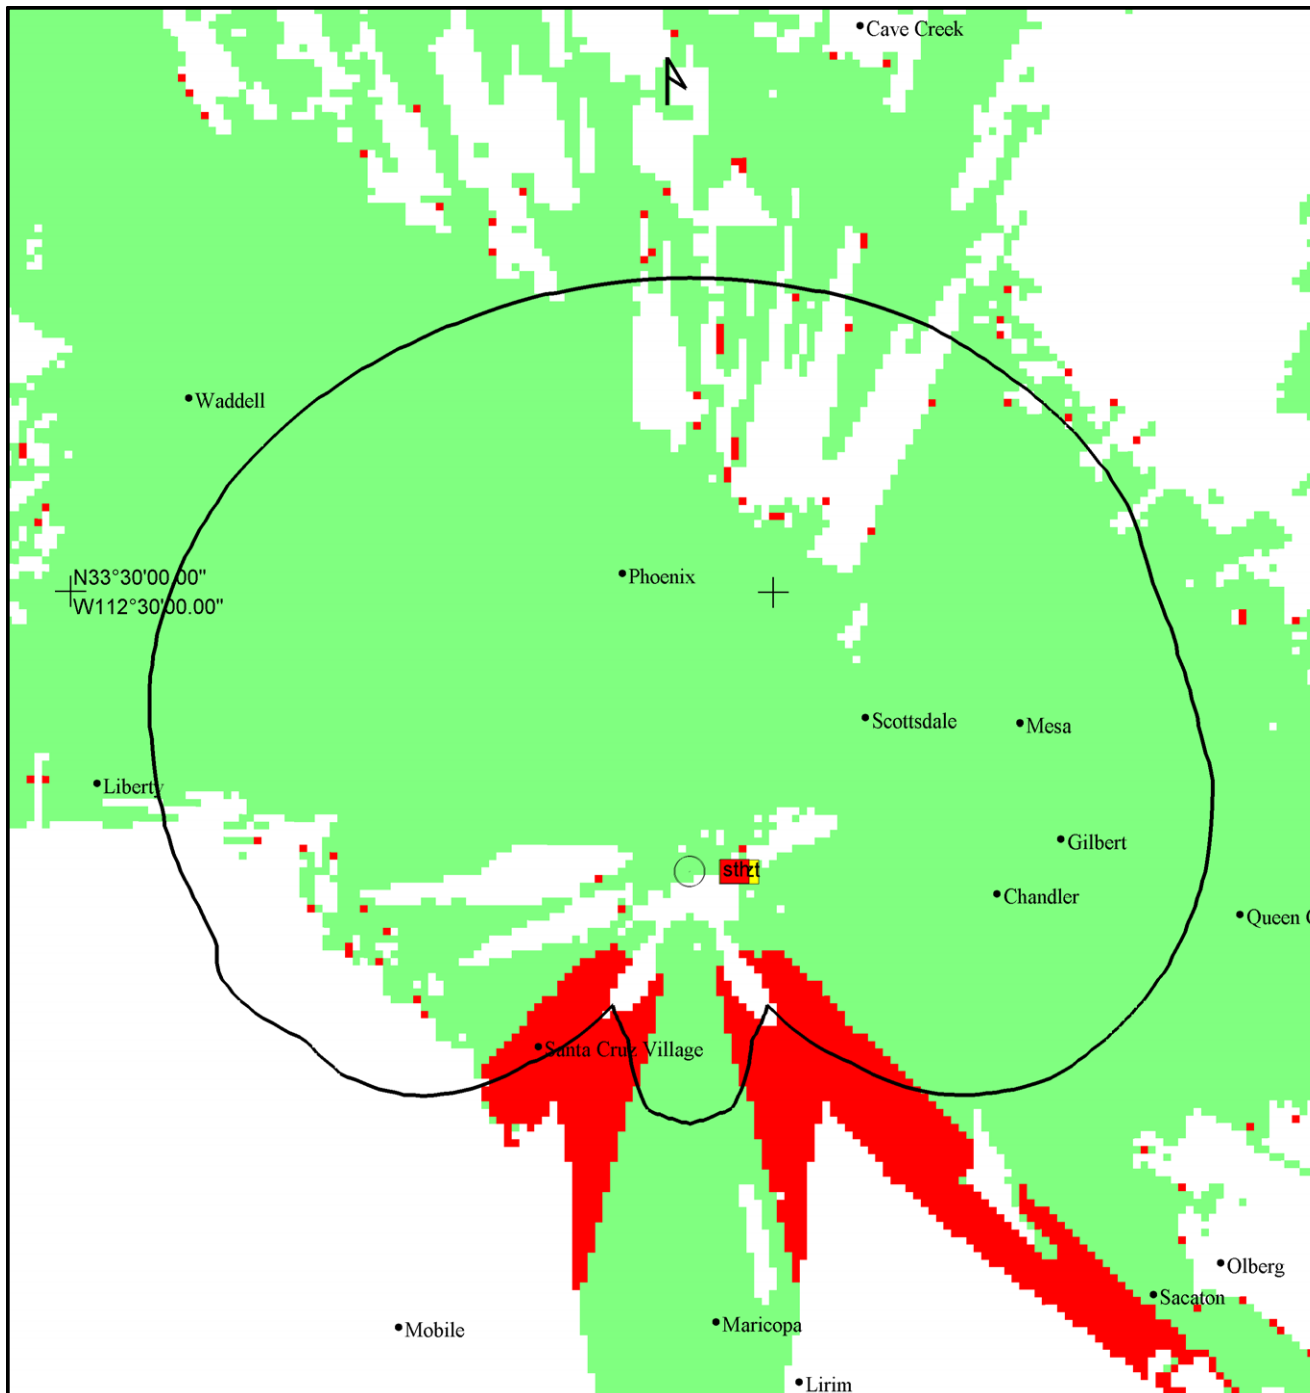 Cave Creek
Waddell
N33°30'00.00"
W112°30'00.00"
Phoenix
Scottsdale
Mesa
Liberty
Gilbert
Chandler
Queen C
Santa Cruz Village
Olberg
Sacaton
Maricopa
Mobile
Lirim